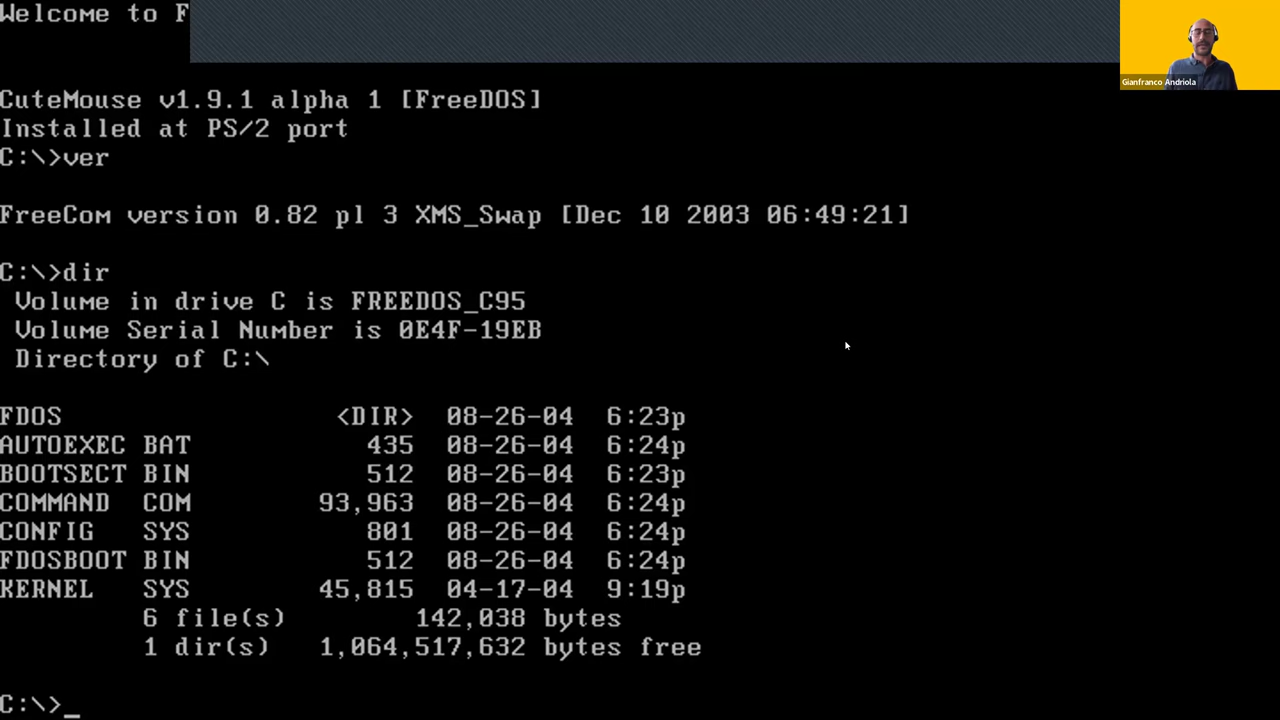 Welcome to F
Gianfranco Andriola
CuteMouse v1.9.1 alpha 1 [FreeDOS]
Installed at PS/2 port
C:\>ver
FreeCom version 0.82 pl 3 XMS_Swap [Dec 10 2003 06:49:21]
C:\>dir
Volume in drive C is FREEDOS_C95
Volume Serial Number is 0E4F-19EB
Directory of C:\
FDOS <DIR> 08-26-04 6:23p
AUTOEXEC BAT 435 08-26-04 6:24p
BOOTSECT BIN 512 08-26-04 6:23p
COMMAND COM 93,963 08-26-04 6:24p
CONFIG SYS 801 08-26-04 6:24p
FDOSBOOT BIN 512 08-26-04 6:24p
KERNEL SYS 45,815 04-17-04 9:19p
6 file(s) 142,038 bytes
1 dir(s) 1,064,517,632 bytes free
C:\>_